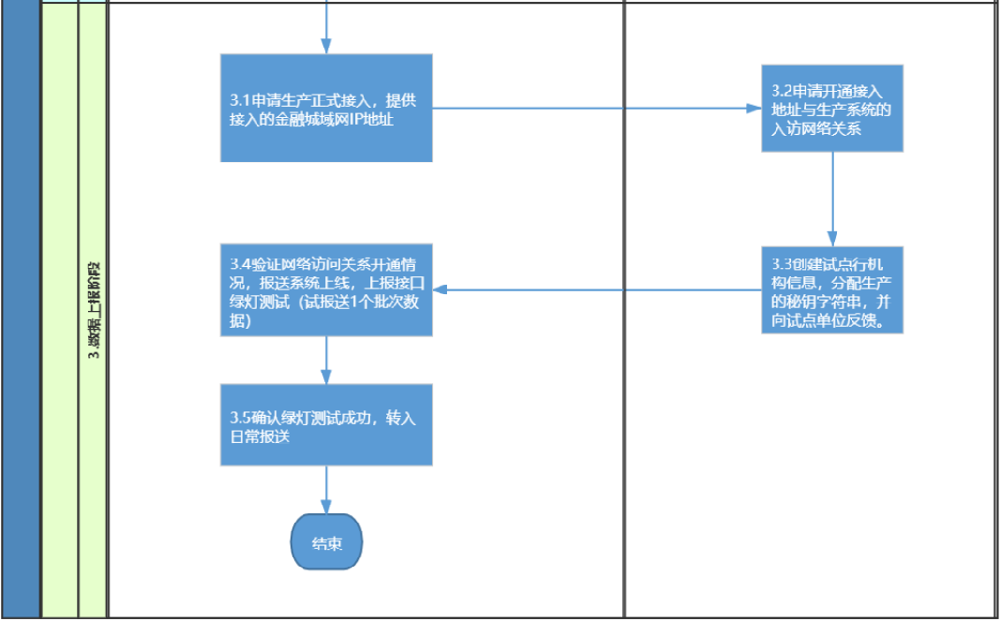 3.数据上报阶段
3.1申请生产正式接入，提供
接入的金融城域网IP地址
3.2申请开通接入
地址与生产系统的
入访网络关系
3.3创建试点行机
构信息，分配生产
的秘钥字符串，并
向试点单位反馈。
3.4验证网络访问关系开通情
况，报送系统上线，上报接口
绿灯测试（试报送1个批次数
据）
3.5确认绿灯测试成功，转入
日常报送
结束